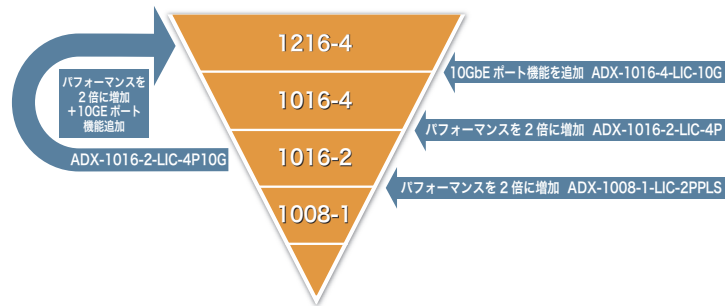 1216-4
1016-4
1016-2
1008-1
パフォーマンスを
2倍に増加
+10GE ポート
機能追加
ADX-1016-2-LIC-4P10G
10GbE ポート機能を追加 ADX-1016-4-LIC-10G
パフォーマンスを2倍に増加 ADX-1016-2-LIC-4P
パフォーマンスを2倍に増加 ADX-1008-1-LIC-2PPLS